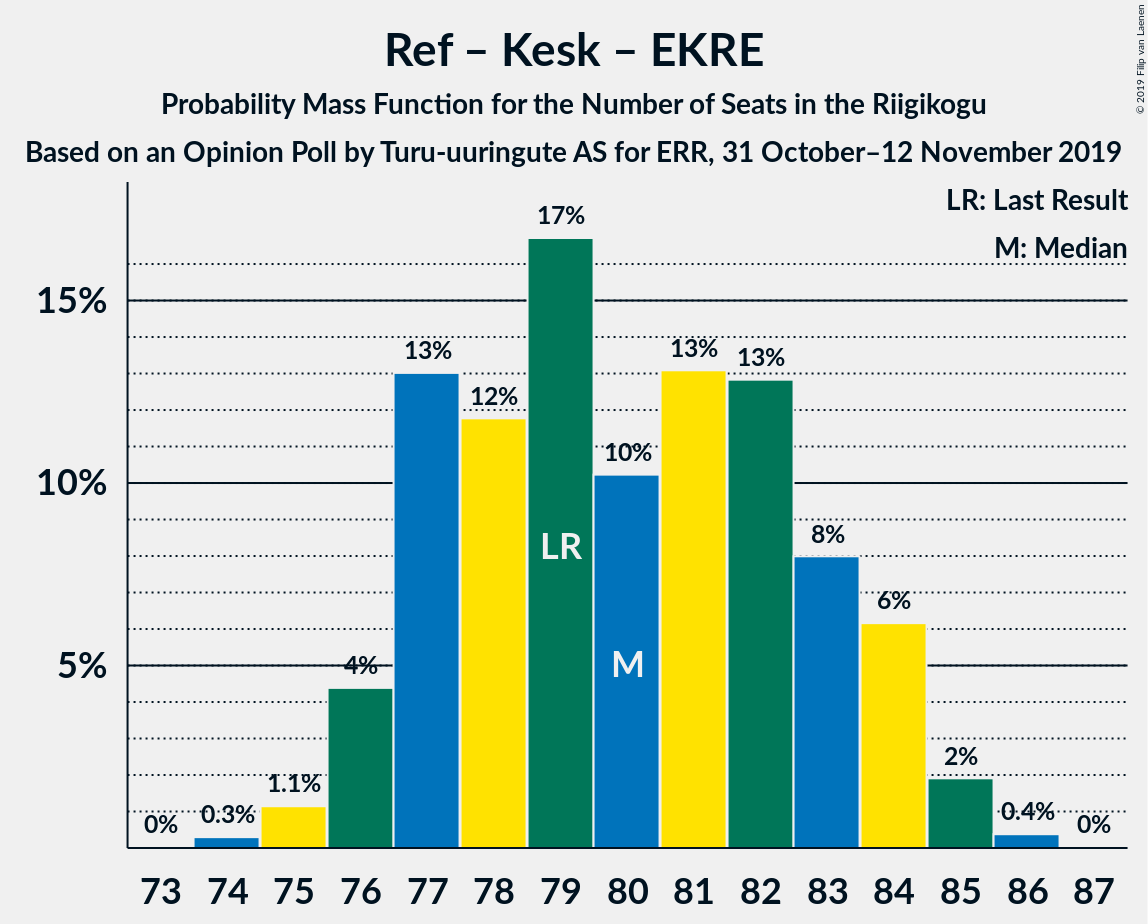 Ref – Kesk – EKRE
Probability Mass Function for the Number of Seats in the Riigikogu
Based on an Opinion Poll by Turu-uuringute AS for ERR, 31 October–12 November 2019
© 2019 Filip van Laenen
LR: Last Result
M: Median
15%
10%
5%
0%
0.3%
1.1%
4%
13%
12%
17%
10%
13%
13%
8%
6%
2%
0.4%
0%
LR
M
73 74 75 76 77 78 79 80 81 82 83 84 85 86 87